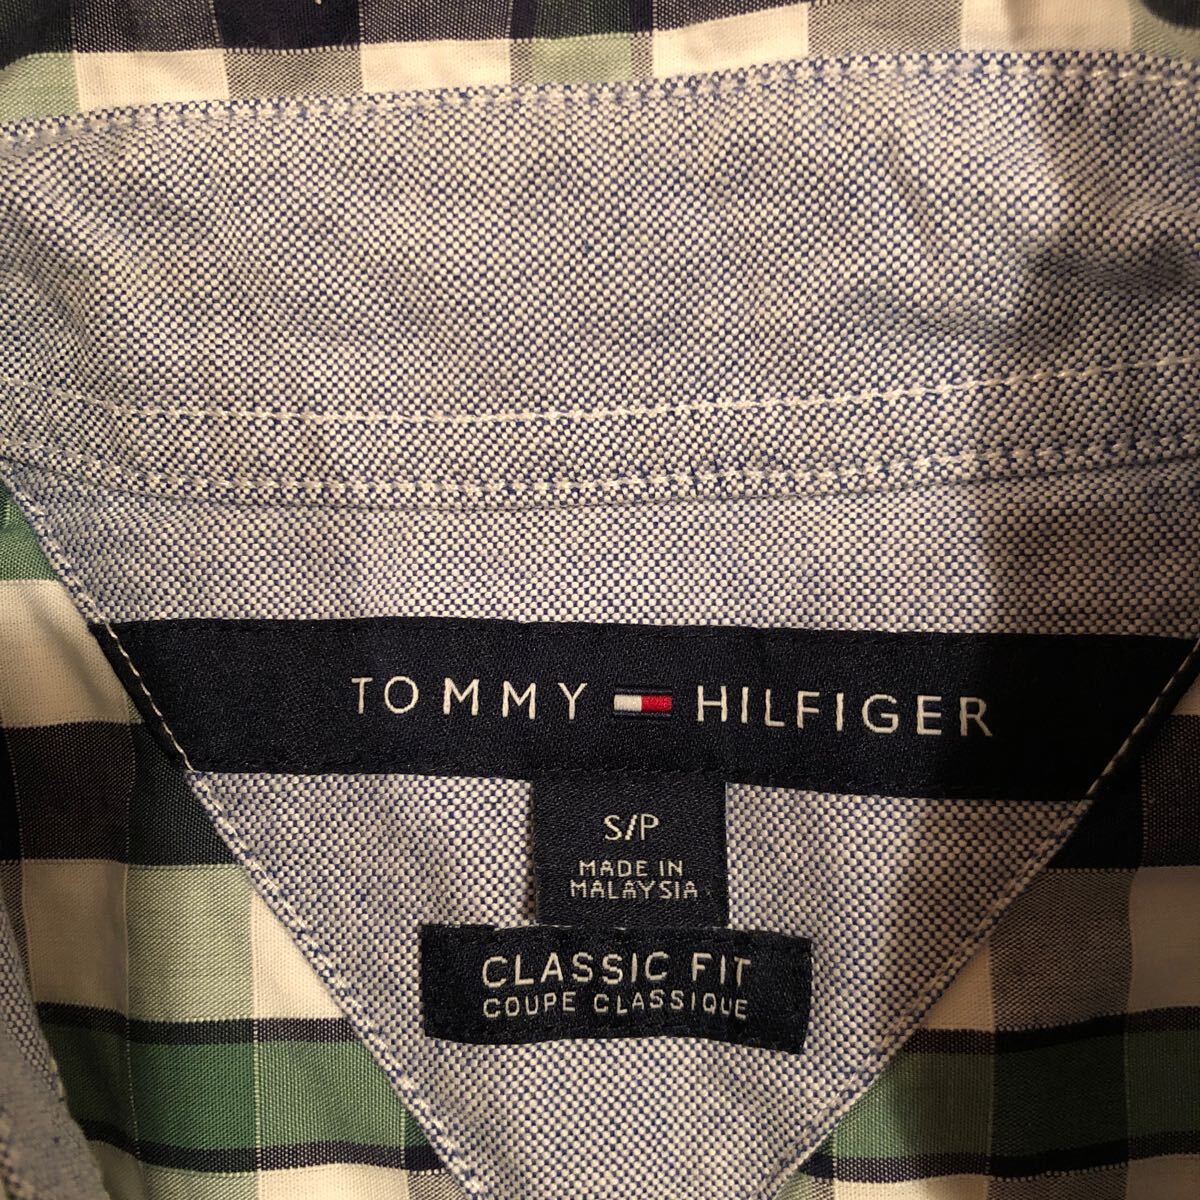 TOMMY HILFIGER
S/P
MADE IN
MALAYSIA
CLASSIC FIT
COUPE CLASSIQUE